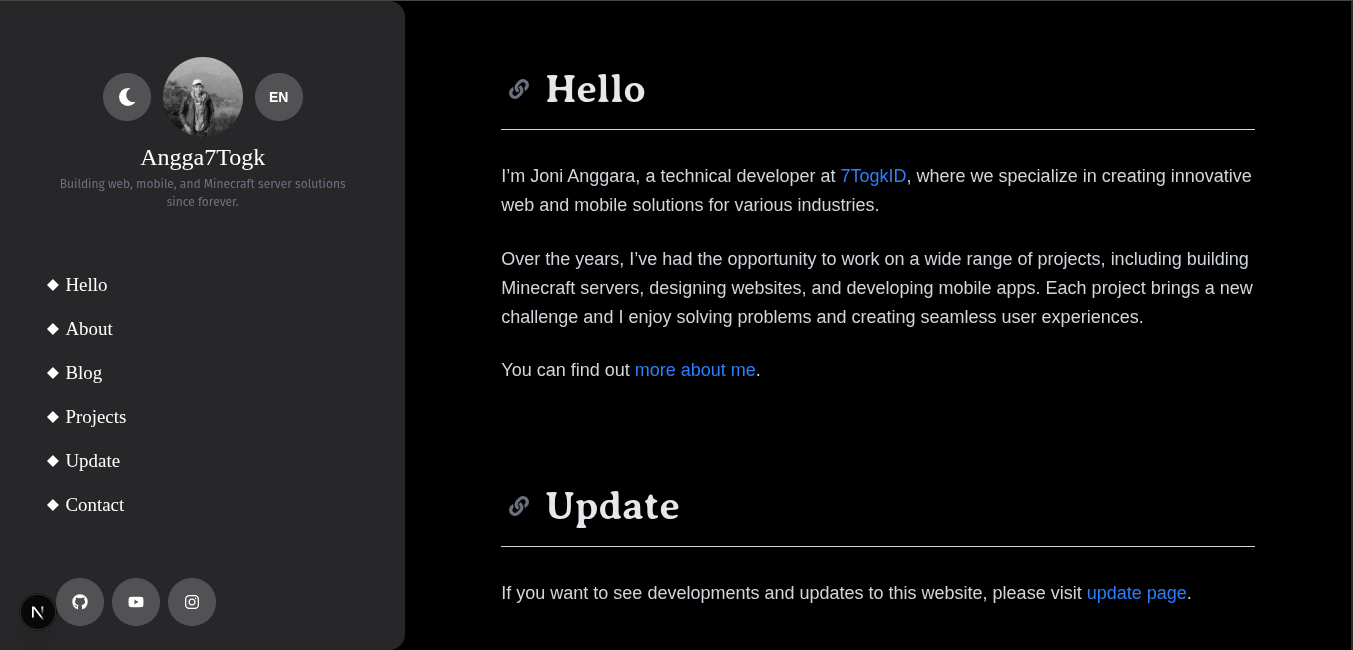 EN
Angga7Togk
Building web, mobile, and Minecraft server solutions
since forever.
Hello
About
Blog
Projects
Update
Contact
N
Hello
I'm Joni Anggara, a technical developer at 7TogkID, where we specialize in creating innovative
web and mobile solutions for various industries.
Over the years, I've had the opportunity to work on a wide range of projects, including building
Minecraft servers, designing websites, and developing mobile apps. Each project brings a new
challenge and I enjoy solving problems and creating seamless user experiences.
You can find out more about me.
Update
If you want to see developments and updates to this website, please visit update page.